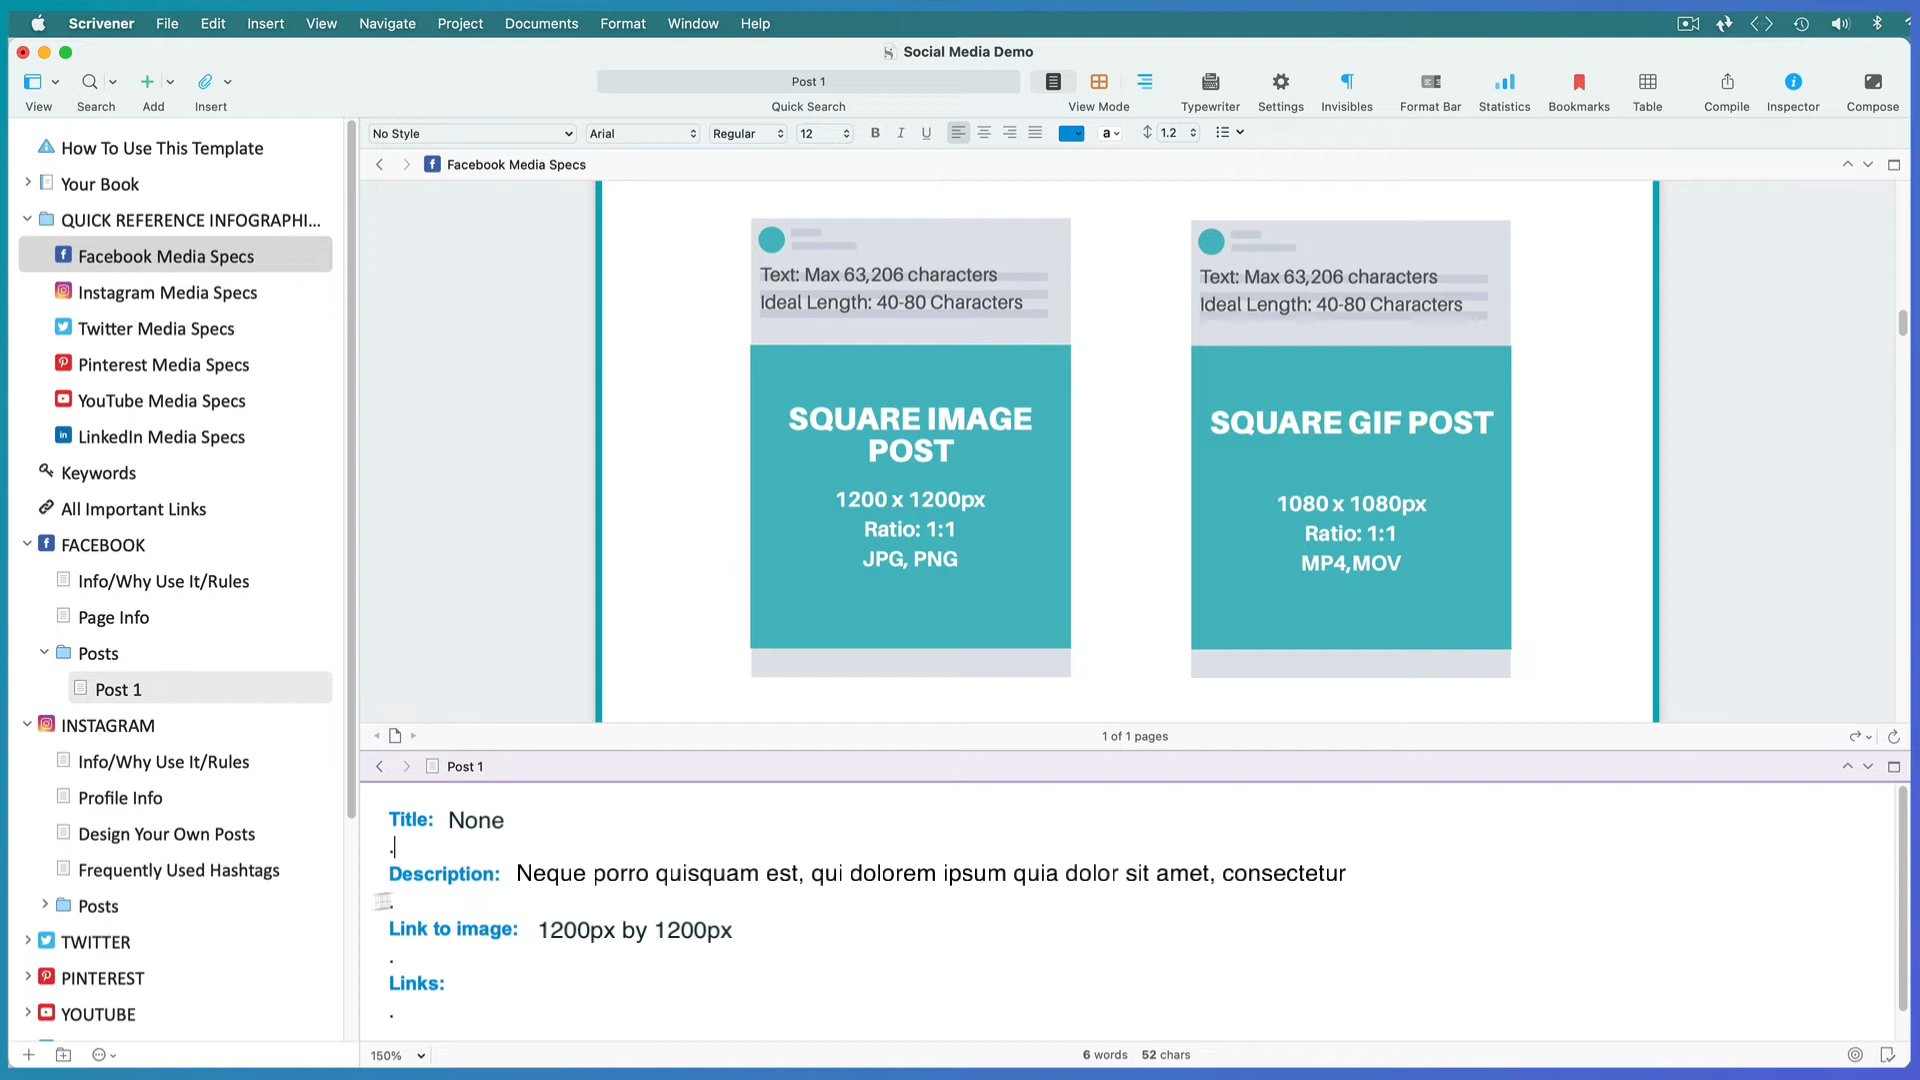 Scrivener File Edit Insert View Navigate Project Documents Format Window Help
Social Media Demo
Post 1
View Search Add Insert Quick Search View Mode Typewriter Settings Invisibles Format Bar Statistics Bookmarks Table Compile Inspector Compose
No Style Arial Regular 12 B I U a 1.2
Facebook Media Specs
How To Use This Template
Your Book
QUICK REFERENCE INFOGRAPHI...
Facebook Media Specs
Instagram Media Specs
Twitter Media Specs
Pinterest Media Specs
YouTube Media Specs
LinkedIn Media Specs
Keywords
All Important Links
FACEBOOK
Info/Why Use It/Rules
Page Info
Posts
Post 1
INSTAGRAM
Info/Why Use It/Rules
Profile Info
Design Your Own Posts
Frequently Used Hashtags
Posts
TWITTER
PINTEREST
YOUTUBE
Text: Max 63,206 characters
Ideal Length: 40-80 Characters
SQUARE IMAGE
POST
1200 x 1200px
Ratio: 1:1
JPG, PNG
Text: Max 63,206 characters
Ideal Length: 40-80 Characters
SQUARE GIF POST
1080 x 1080px
Ratio: 1:1
MP4,MOV
1 of 1 pages
Post 1
Title: None
.
Description: Neque porro quisquam est, qui dolorem ipsum quia dolor sit amet, consectetur
.
Link to image: 1200px by 1200px
.
Links:
.
150% 6 words 52 chars